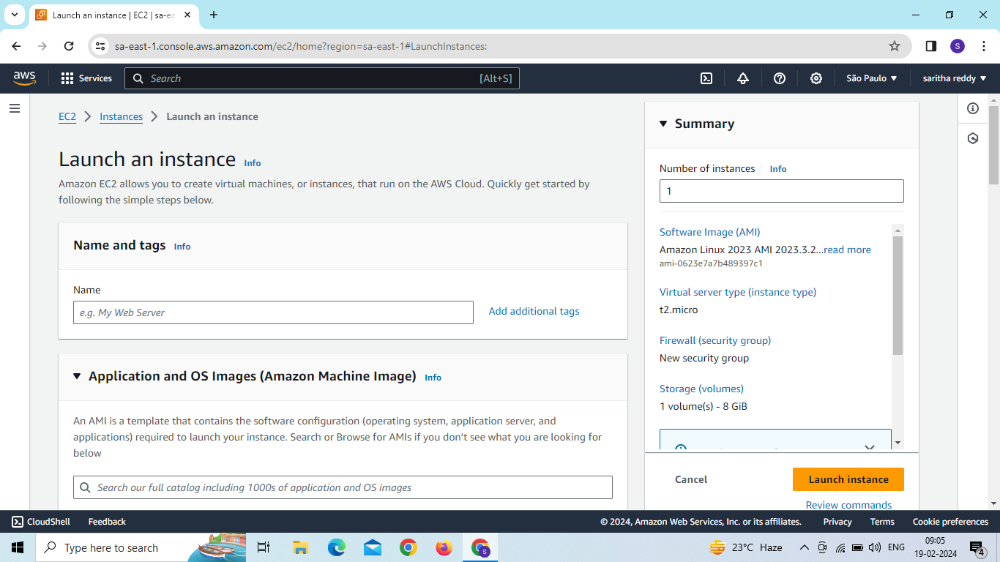 Launch an instance | EC2 | sa-ea
sa-east-1.console.aws.amazon.com/ec2/home?region=sa-east-1#LaunchInstances:
S
aws
Services
Search
[Alt+S]
São Paulo
saritha reddy
EC2
Instances
Launch an instance
Launch an instance Info
Amazon EC2 allows you to create virtual machines, or instances, that run on the AWS Cloud. Quickly get started by
following the simple steps below.
Name and tags Info
Name
e.g. My Web Server
Add additional tags
Application and OS Images (Amazon Machine Image) Info
An AMI is a template that contains the software configuration (operating system, application server, and
applications) required to launch your instance. Search or Browse for AMIs if you don't see what you are looking for
below
Search our full catalog including 1000s of application and OS images
Summary
Number of instances Info
1
Software Image (AMI)
Amazon Linux 2023 AMI 2023.3.2...read more
ami-0623e7a7b489397c1
Virtual server type (instance type)
t2.micro
Firewall (security group)
New security group
Storage (volumes)
1 volume(s) - 8 GiB
Cancel
Launch instance
Review commands
CloudShell
Feedback
© 2024, Amazon Web Services, Inc. or its affiliates.
Privacy
Terms
Cookie preferences
Type here to search
S
23°C Haze
ENG
09:05
19-02-2024
4